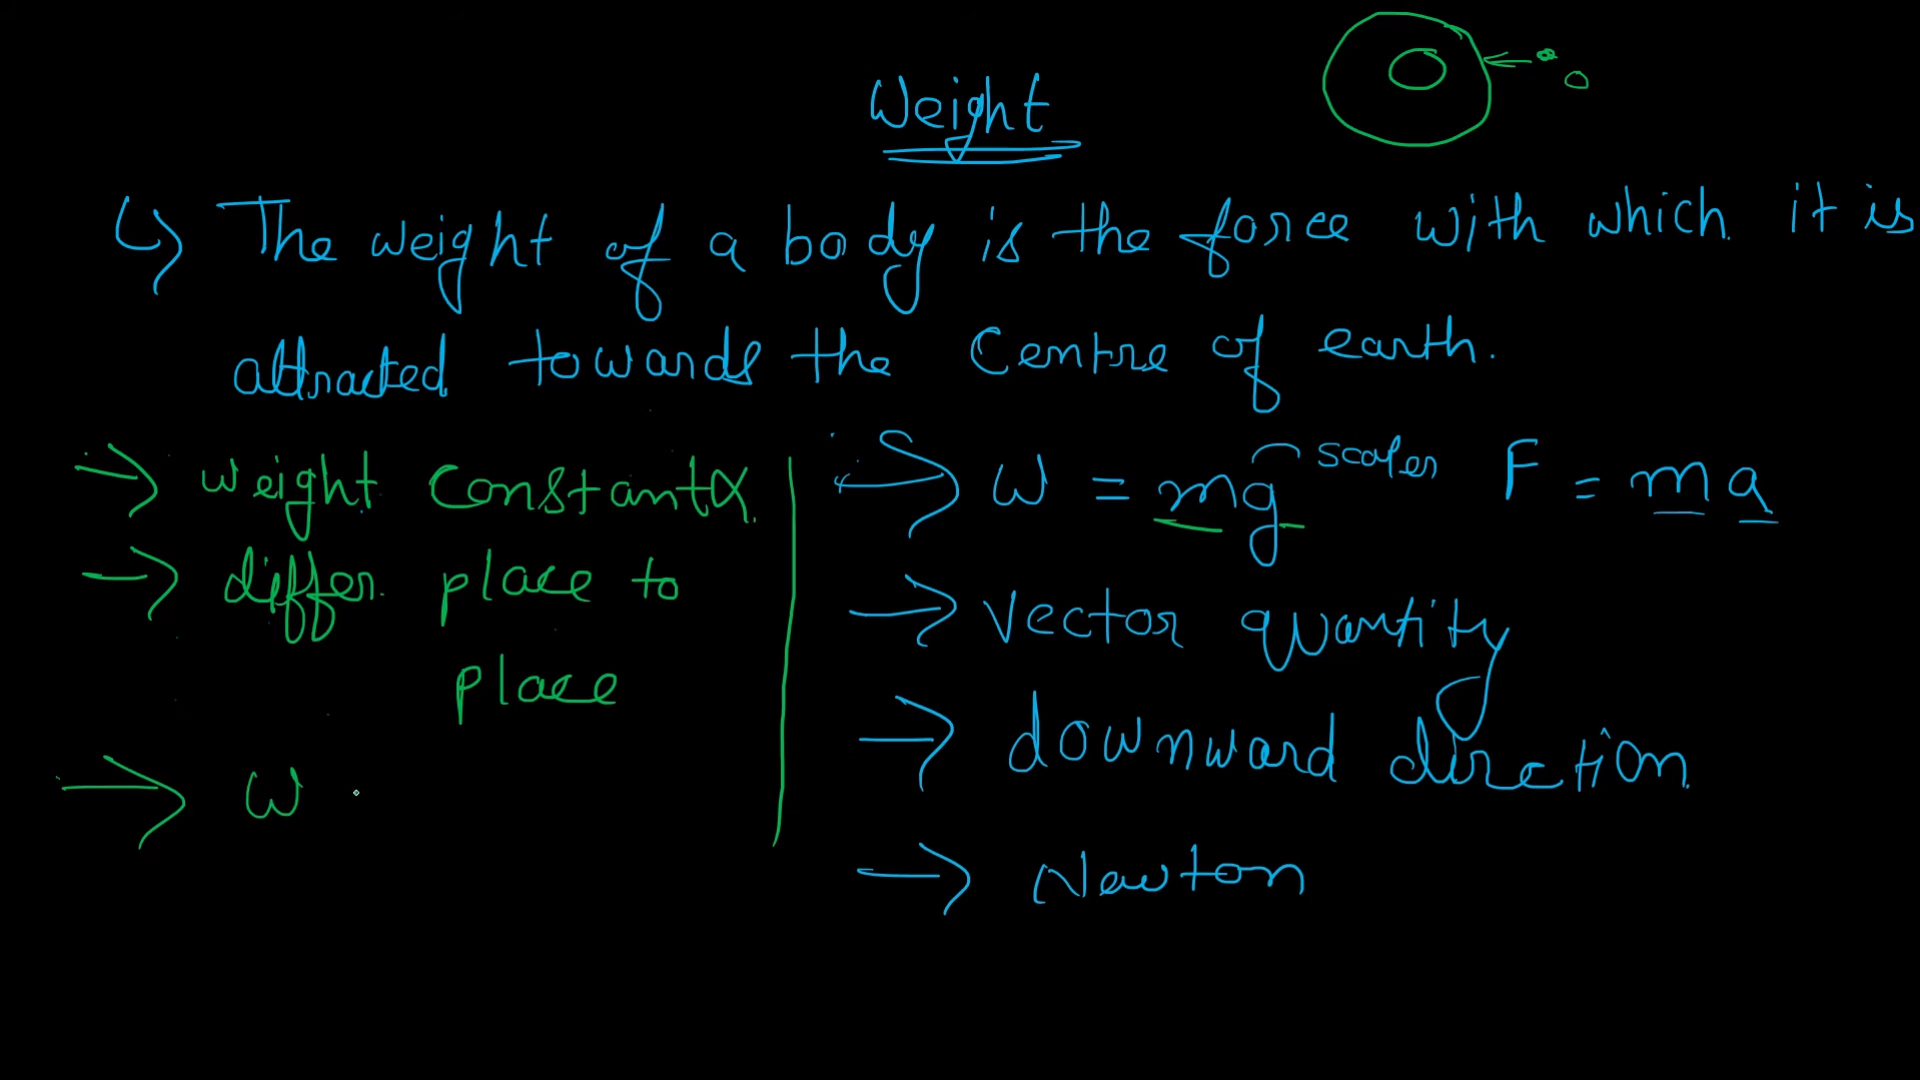 Weight
The weight of a body is the force with which it is
attracted towards the Centre of earth.
→ weight Constant x
→ differ. place to
place
→ W
→ W = mg scaler F = ma
→ Vector quantity
→ downward direction
→ Newton